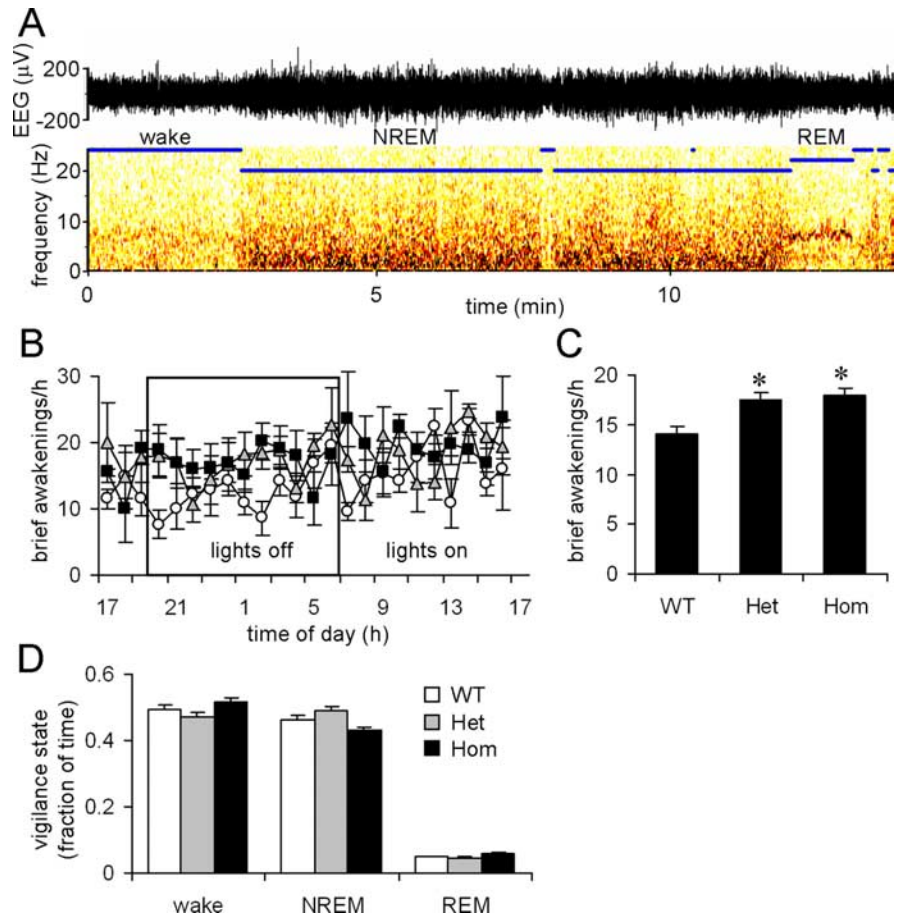 A
EEG (µV)
200
-200
wake NREM REM
frequency (Hz)
20
10
0
0 5 10
time (min)
B
brief awakenings/h
30
20
10
0
lights off lights on
17 21 1 5 9 13 17
time of day (h)
C
brief awakenings/h
20
15
10
5
0
* *
WT Het Hom
D
vigilance state
(fraction of time)
0.6
0.4
0.2
0
WT
Het
Hom
wake NREM REM